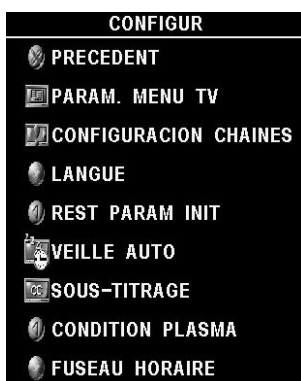 CONFIGUR
PRECEDENT
PARAM. MENU TV
CONFIGURACION CHAINES
LANGUE
REST PARAM INIT
VEILLE AUTO
CC SOUS-TITRAGE
CONDITION PLASMA
FUSEAU HORAIRE